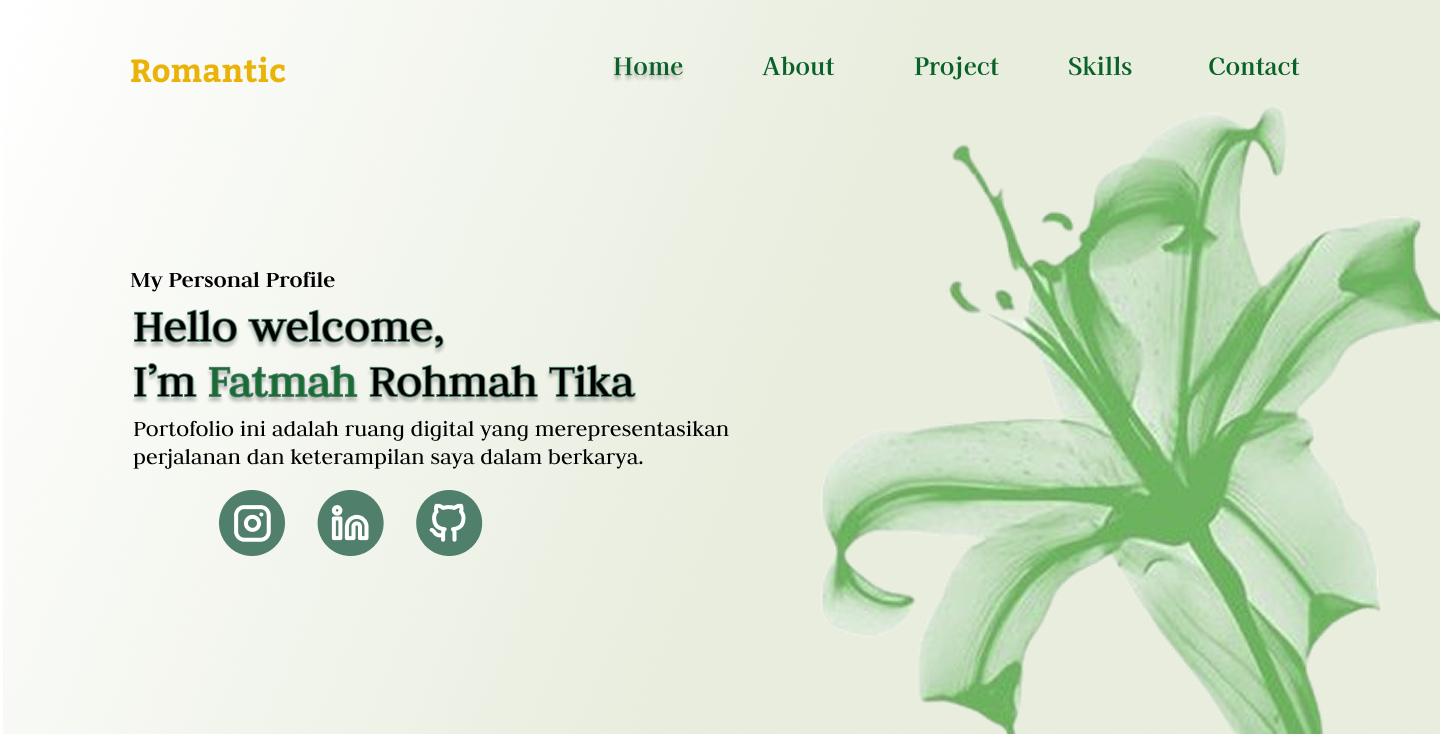 Romantic
Home About Project Skills Contact
My Personal Profile
Hello welcome,
I’m Fatmah Rohmah Tika
Portofolio ini adalah ruang digital yang merepresentasikan
perjalanan dan keterampilan saya dalam berkarya.
in